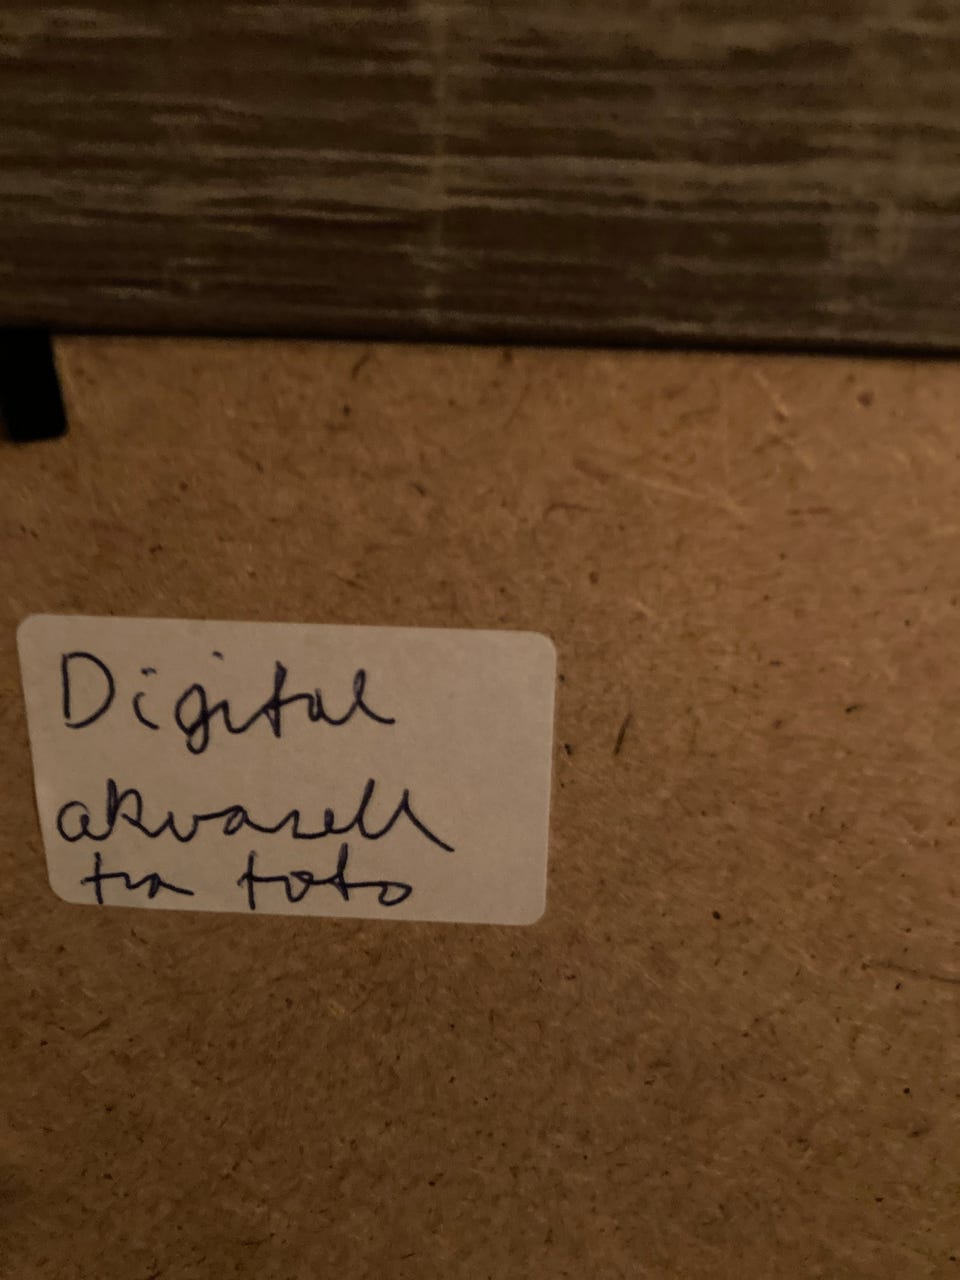 Digital
akvarell
fra foto